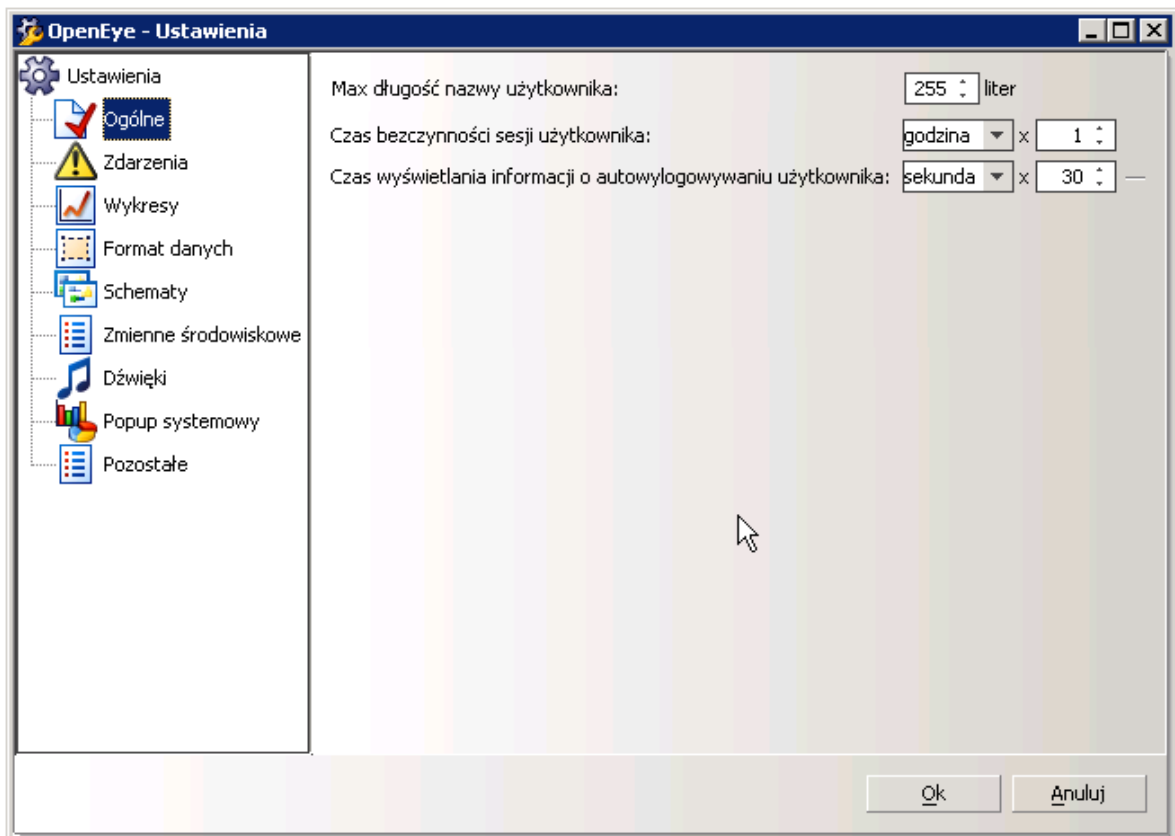 OpenEye - Ustawienia
Ustawienia
Ogólne
Zdarzenia
Wykresy
Format danych
Schematy
Zmienne środowiskowe
Dźwięki
Popup systemowy
Pozostałe
Max długość nazwy użytkownika: 255 liter
Czas bezczynności sesji użytkownika: godzina x 1
Czas wyświetlania informacji o autowylogowywaniu użytkownika: sekunda x 30
Ok Anuluj